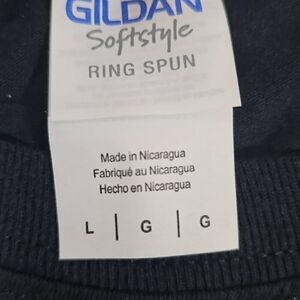 GILDAN
Softstyle
RING SPUN
Made in Nicaragua
Fabriqué au Nicaragua
Hecho en Nicaragua
L | G | G